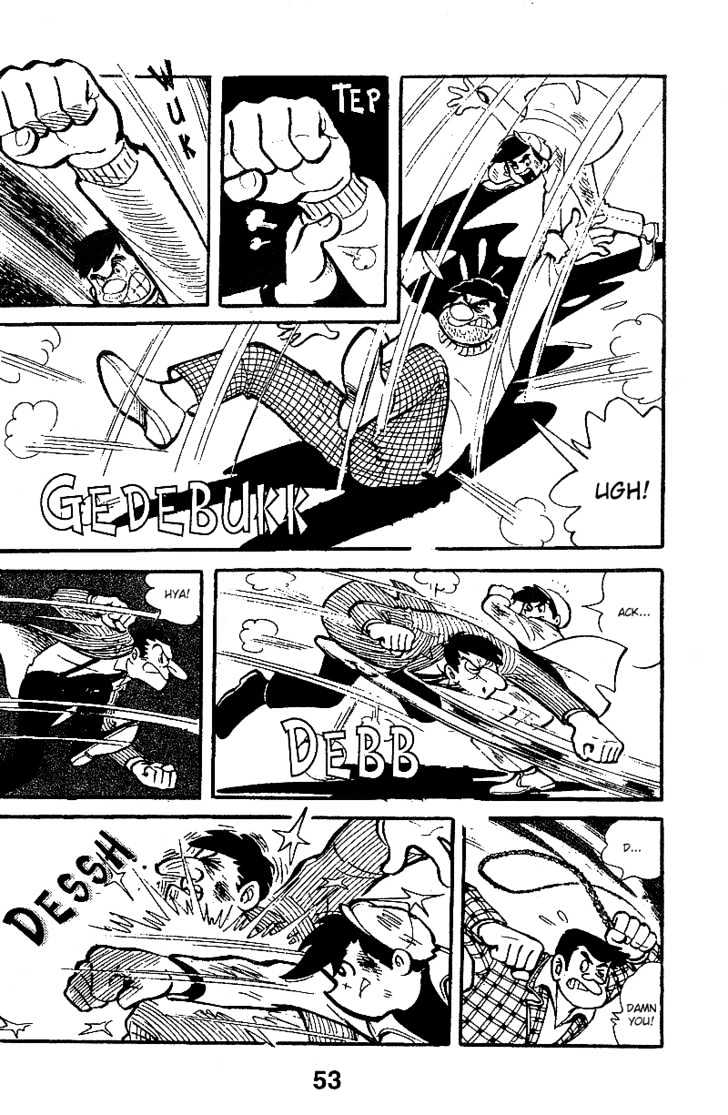 WUK
TEP
GEDEBUKK
UGH!
HYA!
ACK...
DEBB
DESSH
D...
DAMN
YOU!
53